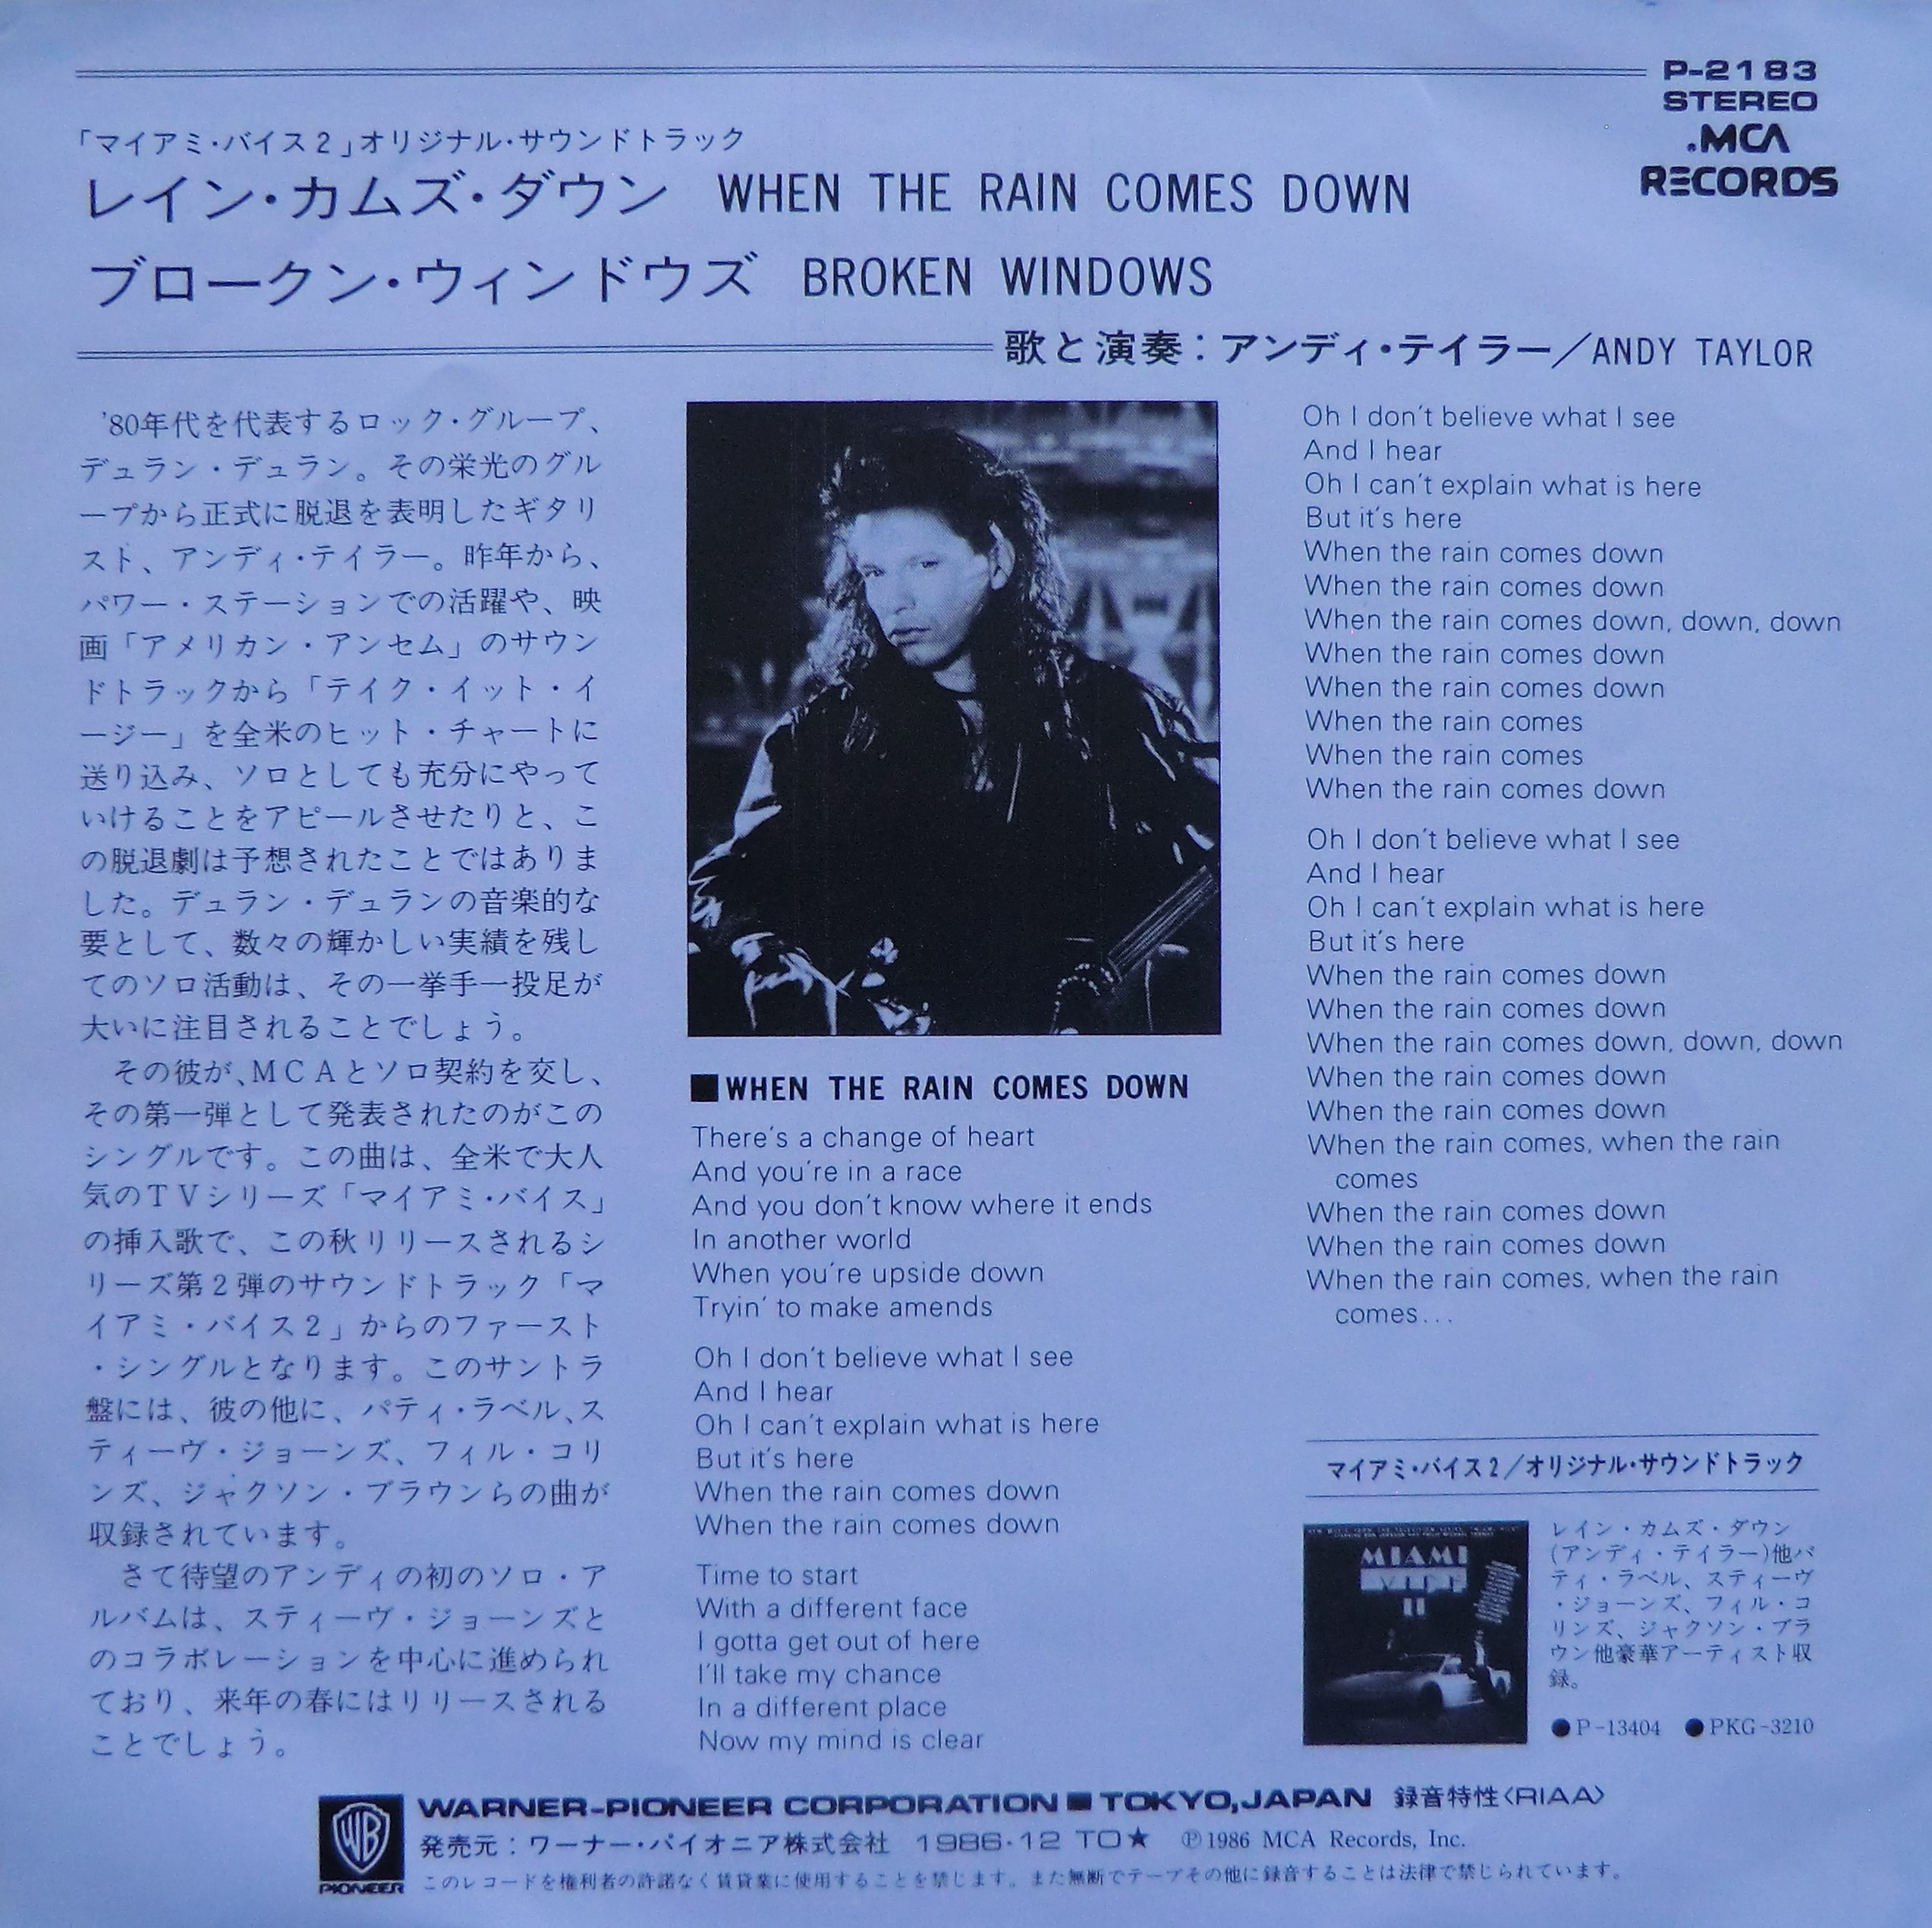 P-2183
STEREO
.MCA
RECORDS
「マイアミ・バイス2」オリジナル・サウンドトラック
レイン・カムズ・ダウン WHEN THE RAIN COMES DOWN
ブロークン・ウィンドウズ BROKEN WINDOWS
歌と演奏：アンディ・テイラー／ANDY TAYLOR
'80年代を代表するロック・グループ、
デュラン・デュラン。その栄光のグル
ープから正式に脱退を表明したギタリ
スト、アンディ・テイラー。昨年から、
パワー・ステーションでの活躍や、映
画「アメリカン・アンセム」のサウン
ドトラックから「テイク・イット・イ
ージー」を全米のヒット・チャートに
送り込み、ソロとしても充分にやって
いけることをアピールさせたりと、こ
の脱退劇は予想されたことではありま
した。デュラン・デュランの音楽的な
要として、数々の輝かしい実績を残し
てのソロ活動は、その一挙手一投足が
大いに注目されることでしょう。
その彼が、MCAとソロ契約を交し、
その第一弾として発表されたのがこの
シングルです。この曲は、全米で大人
気のTVシリーズ「マイアミ・バイス」
の挿入歌で、この秋リリースされるシ
リーズ第2弾のサウンドトラック「マ
イアミ・バイス2」からのファースト
・シングルとなります。このサントラ
盤には、彼の他に、パティ・ラベル、ス
ティーヴ・ジョーンズ、フィル・コリ
ンズ、ジャクソン・ブラウンらの曲が
収録されています。
さて待望のアンディの初のソロ・ア
ルバムは、スティーヴ・ジョーンズと
のコラボレーションを中心に進められ
ており、来年の春にはリリースされる
ことでしょう。
■WHEN THE RAIN COMES DOWN
There's a change of heart
And you're in a race
And you don't know where it ends
In another world
When you're upside down
Tryin' to make amends
Oh I don't believe what I see
And I hear
Oh I can't explain what is here
But it's here
When the rain comes down
When the rain comes down
Time to start
With a different face
I gotta get out of here
I'll take my chance
In a different place
Now my mind is clear
Oh I don't believe what I see
And I hear
Oh I can't explain what is here
But it's here
When the rain comes down
When the rain comes down
When the rain comes down, down, down
When the rain comes down
When the rain comes down
When the rain comes
When the rain comes
When the rain comes down
Oh I don't believe what I see
And I hear
Oh I can't explain what is here
But it's here
When the rain comes down
When the rain comes down
When the rain comes down, down, down
When the rain comes down
When the rain comes down
When the rain comes, when the rain
comes
When the rain comes down
When the rain comes down
When the rain comes, when the rain
comes...
マイアミ・バイス2／オリジナル・サウンドトラック
MIAMI
VICE
II
レイン・カムズ・ダウン
(アンディ・テイラー)他パ
ティ・ラベル、スティーヴ
・ジョーンズ、フィル・コ
リンズ、ジャクソン・ブラ
ウン他豪華アーティスト収
録。
●P-13404 ●PKG-3210
WB
PIONEER
WARNER-PIONEER CORPORATION ■ TOKYO, JAPAN 録音特性〈RIAA〉
発売元：ワーナー・パイオニア株式会社 1986・12 TO★ ℗1986 MCA Records, Inc.
このレコードを権利者の許諾なく賃貸業に使用することを禁じます。また無断でテープその他に録音することは法律で禁じられています。